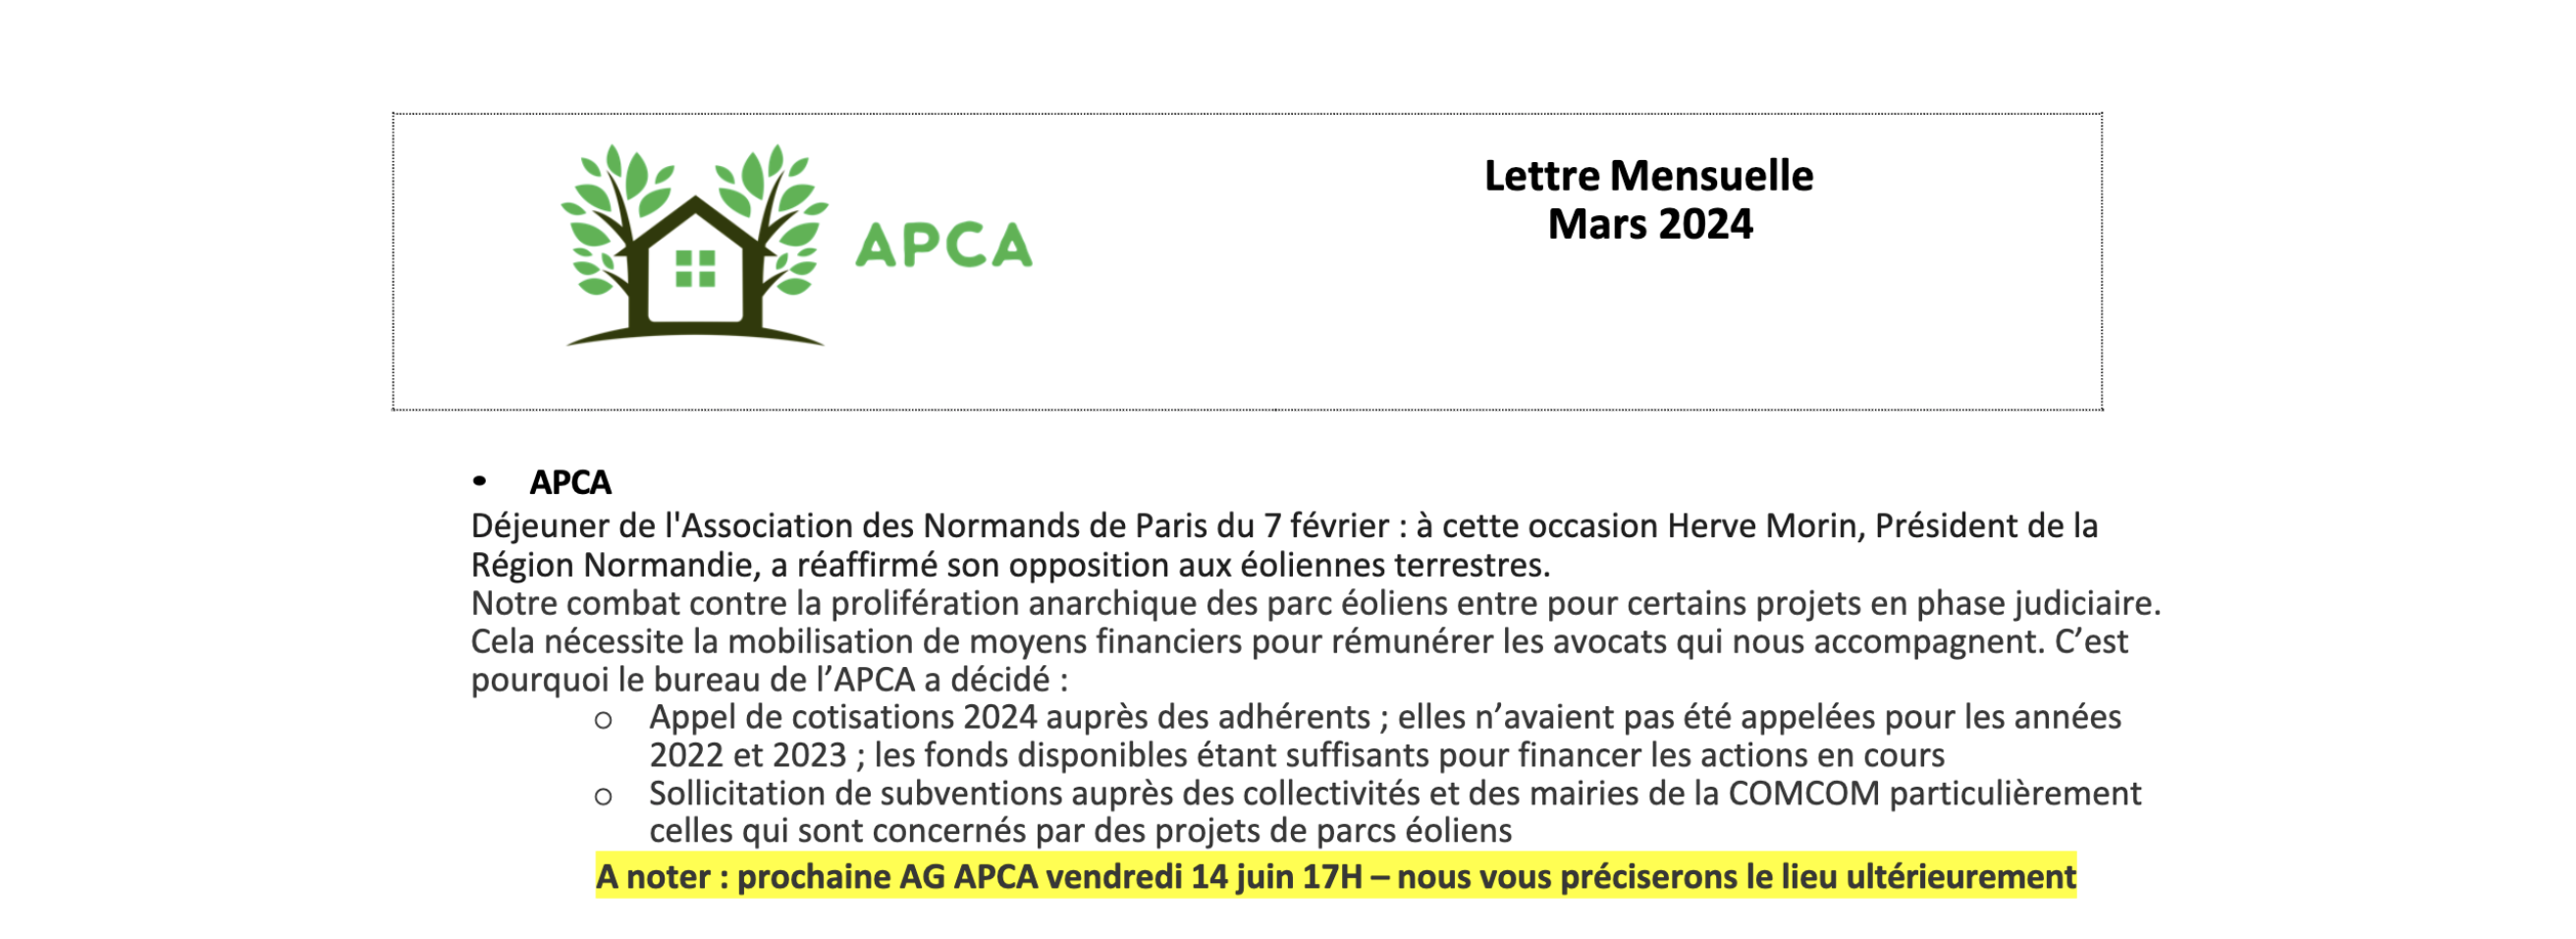 APCA
Lettre Mensuelle
Mars 2024
• APCA
Déjeuner de l'Association des Normands de Paris du 7 février : à cette occasion Herve Morin, Président de la
Région Normandie, a réaffirmé son opposition aux éoliennes terrestres.
Notre combat contre la prolifération anarchique des parc éoliens entre pour certains projets en phase judiciaire.
Cela nécessite la mobilisation de moyens financiers pour rémunérer les avocats qui nous accompagnent. C’est
pourquoi le bureau de l’APCA a décidé :
o Appel de cotisations 2024 auprès des adhérents ; elles n’avaient pas été appelées pour les années
2022 et 2023 ; les fonds disponibles étant suffisants pour financer les actions en cours
o Sollicitation de subventions auprès des collectivités et des mairies de la COMCOM particulièrement
celles qui sont concernés par des projets de parcs éoliens
A noter : prochaine AG APCA vendredi 14 juin 17H – nous vous préciserons le lieu ultérieurement